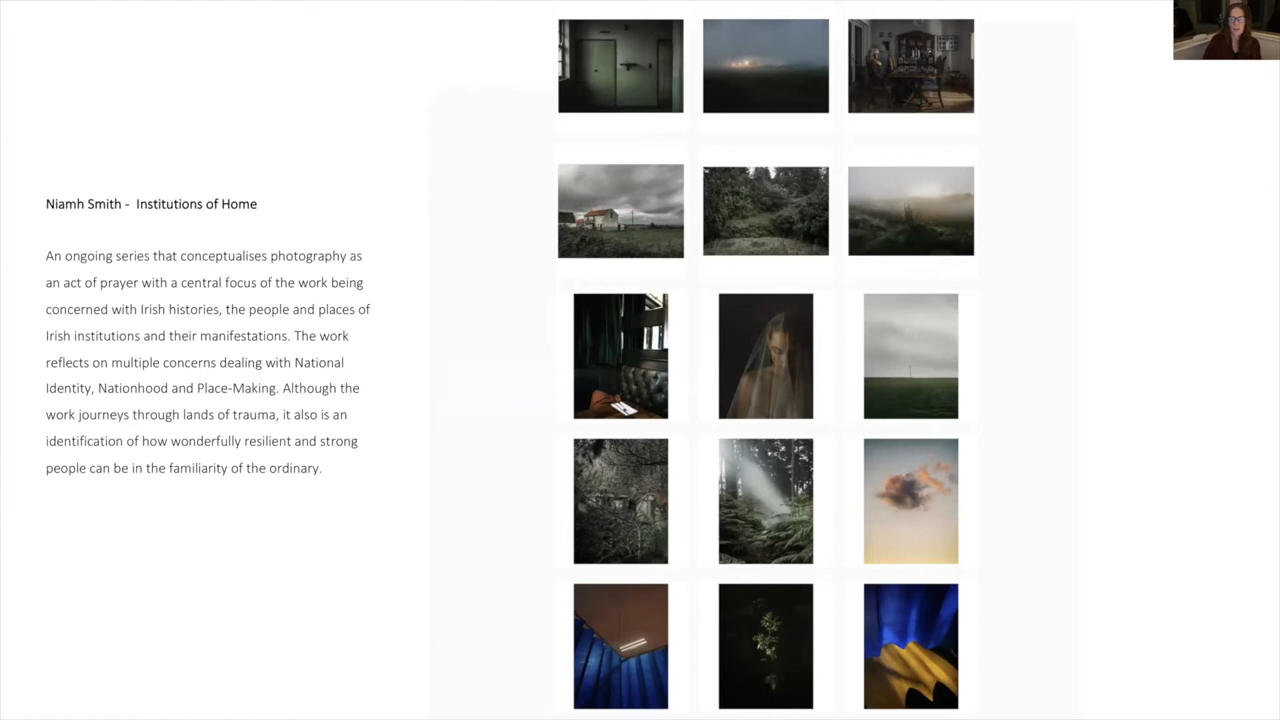 Niamh Smith - Institutions of Home
An ongoing series that conceptualises photography as
an act of prayer with a central focus of the work being
concerned with Irish histories, the people and places of
Irish institutions and their manifestations. The work
reflects on multiple concerns dealing with National
Identity, Nationhood and Place-Making. Although the
work journeys through lands of trauma, it also is an
identification of how wonderfully resilient and strong
people can be in the familiarity of the ordinary.